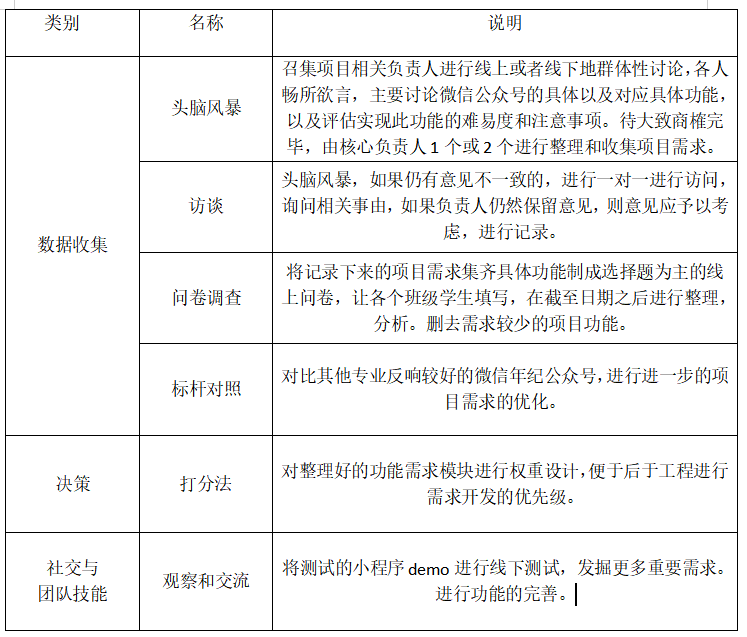 类别 名称 说明
数据收集
头脑风暴
召集项目相关负责人进行线上或者线下地群体性讨论，各人
畅所欲言，主要讨论微信公众号的具体以及对应具体功能，
以及评估实现此功能的难易度和注意事项。待大致商榷完
毕，由核心负责人 1 个或 2 个进行整理和收集项目需求。
访谈
头脑风暴，如果仍有意见不一致的，进行一对一进行访问，
询问相关事由，如果负责人仍然保留意见，则意见应予以考
虑，进行记录。
问卷调查
将记录下来的项目需求集齐具体功能制成选择题为主的线
上问卷，让各个班级学生填写，在截至日期之后进行整理，
分析。删去需求较少的项目功能。
标杆对照
对比其他专业反响较好的微信年纪公众号，进行进一步的项
目需求的优化。
决策
打分法
对整理好的功能需求模块进行权重设计，便于后于工程进行
需求开发的优先级。
社交与
团队技能
观察和交流
将测试的小程序 demo 进行线下测试，发掘更多重要需求。
进行功能的完善。